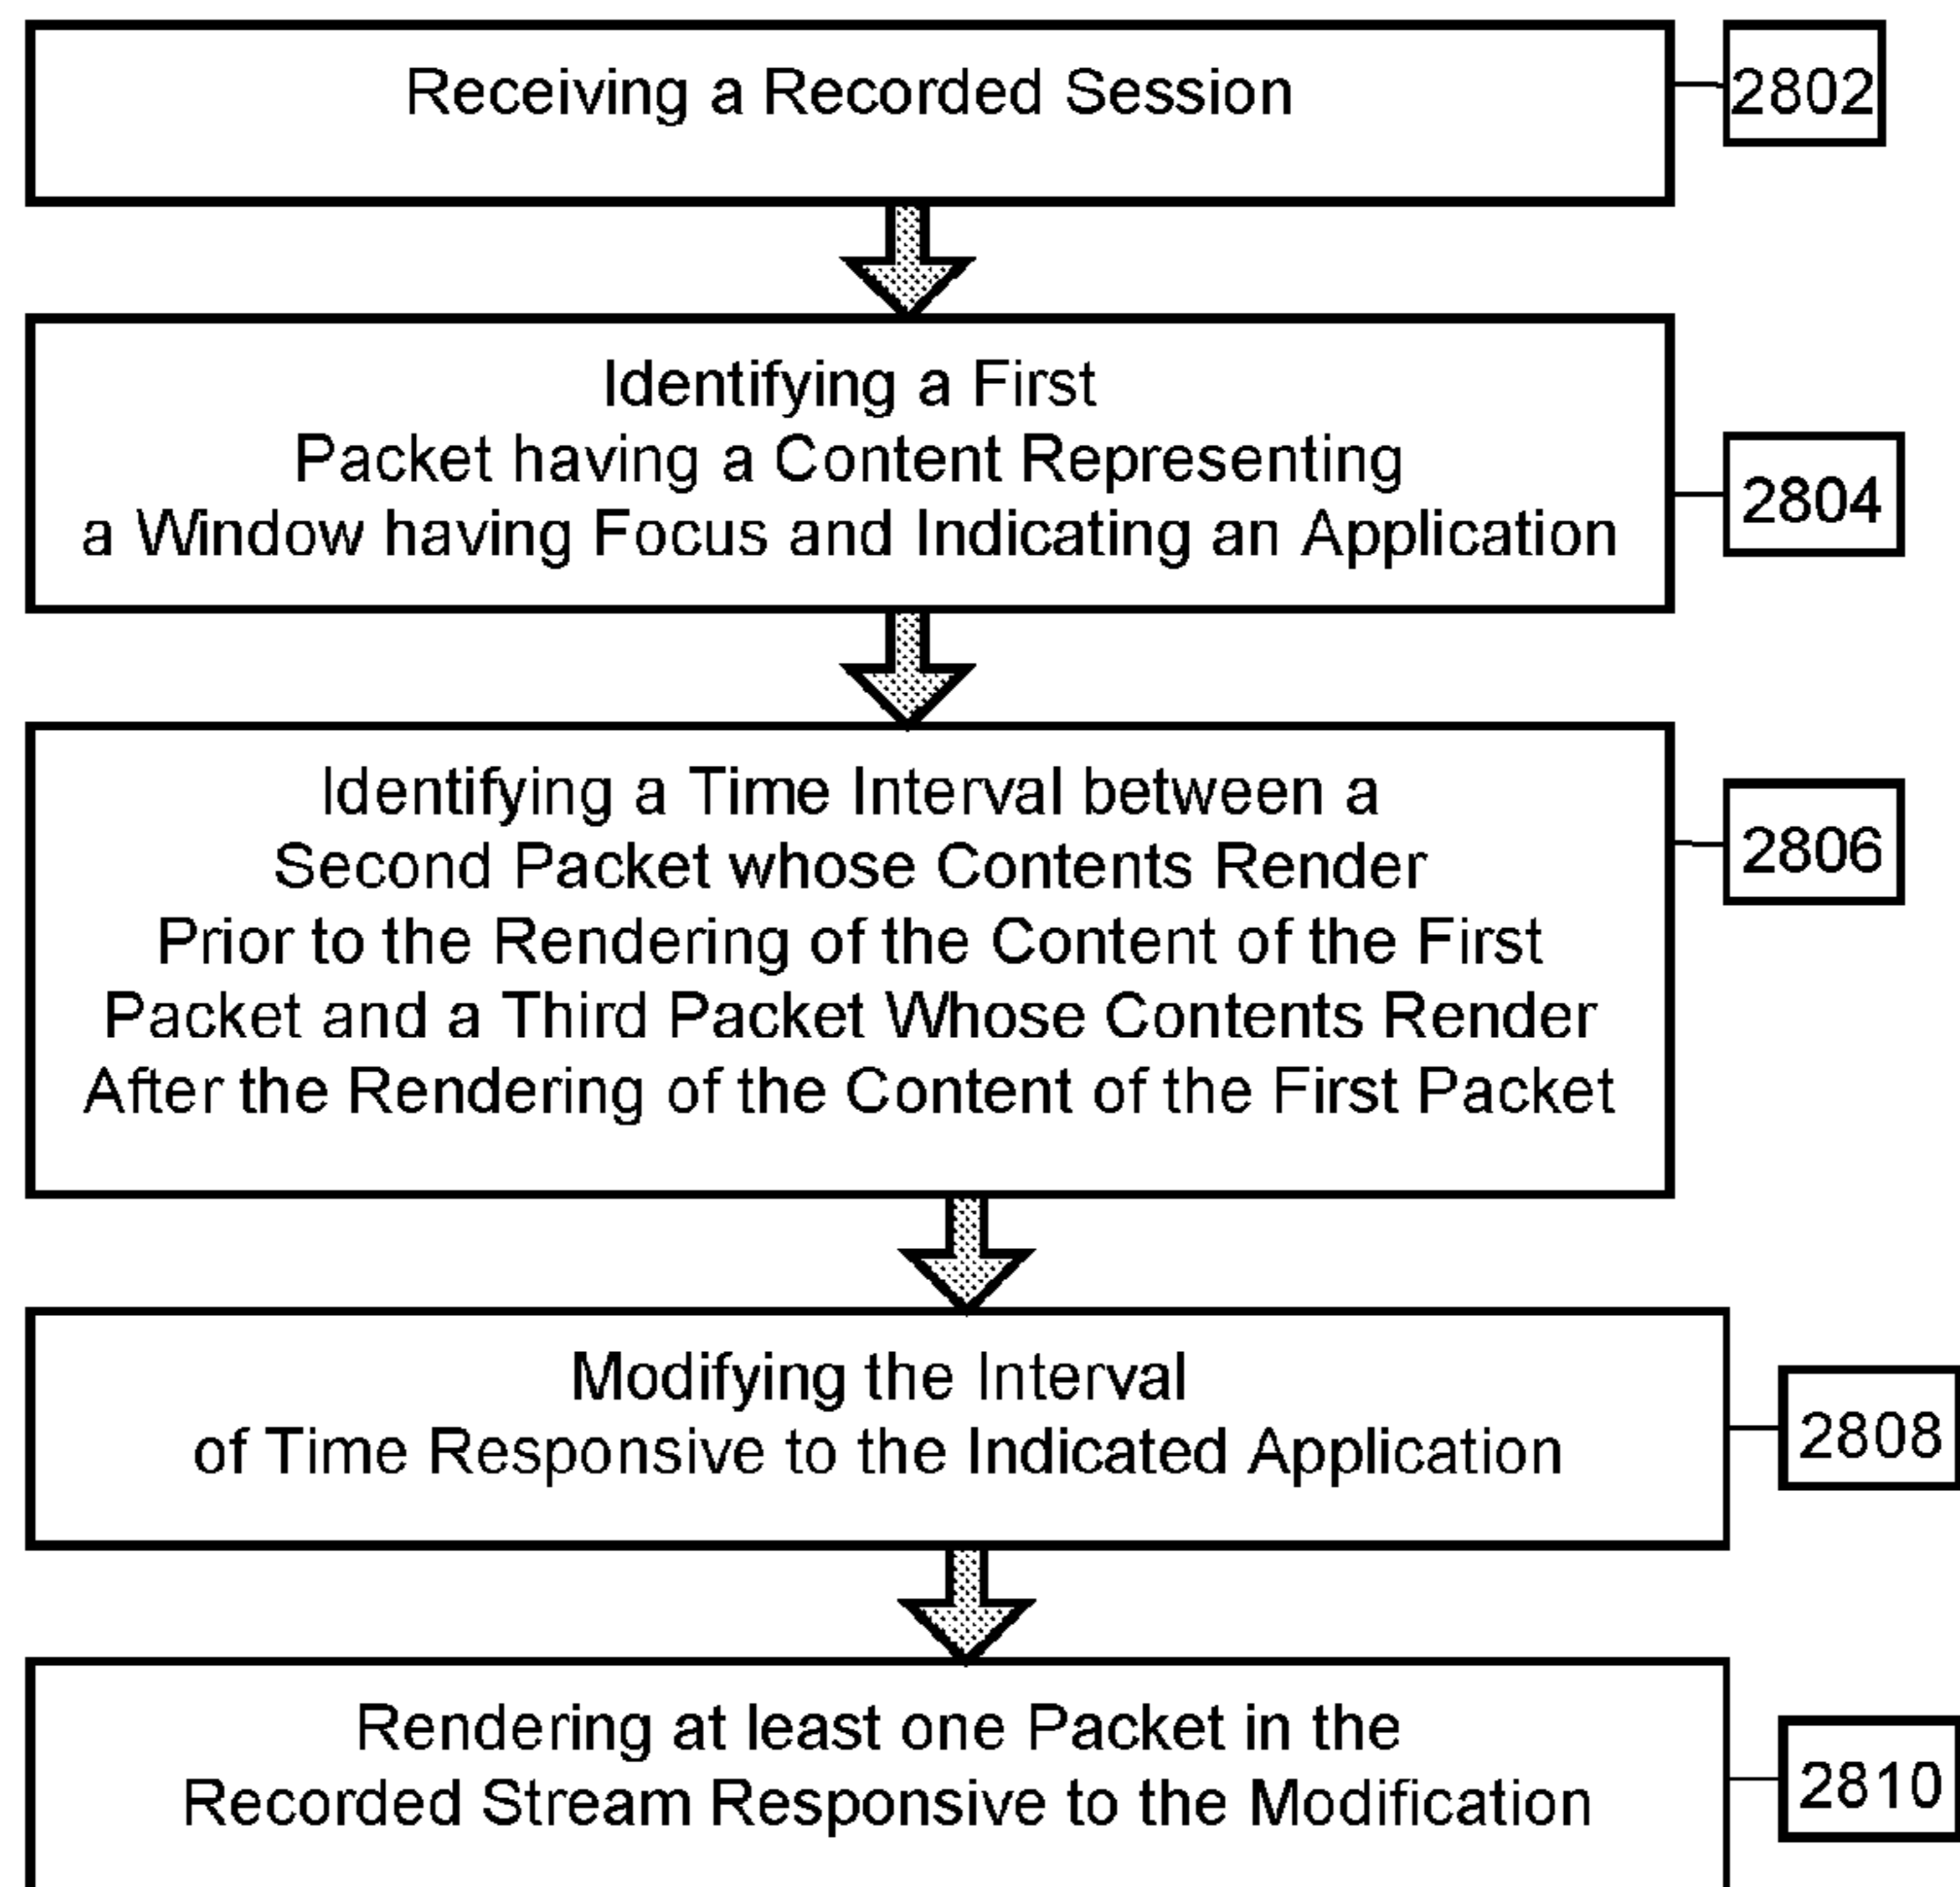 Receiving a Recorded Session
2802
Identifying a First
Packet having a Content Representing
a Window having Focus and Indicating an Application
2804
Identifying a Time Interval between a
Second Packet whose Contents Render
Prior to the Rendering of the Content of the First
Packet and a Third Packet Whose Contents Render
After the Rendering of the Content of the First Packet
2806
Modifying the Interval
of Time Responsive to the Indicated Application
2808
Rendering at least one Packet in the
Recorded Stream Responsive to the Modification
2810